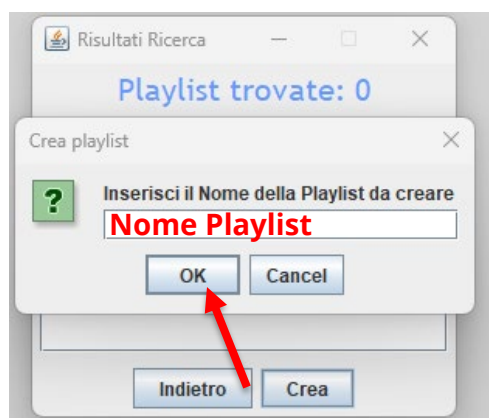 Risultati Ricerca
Playlist trovate: 0
Crea playlist
Inserisci il Nome della Playlist da creare
Nome Playlist
OK Cancel
Indietro Crea